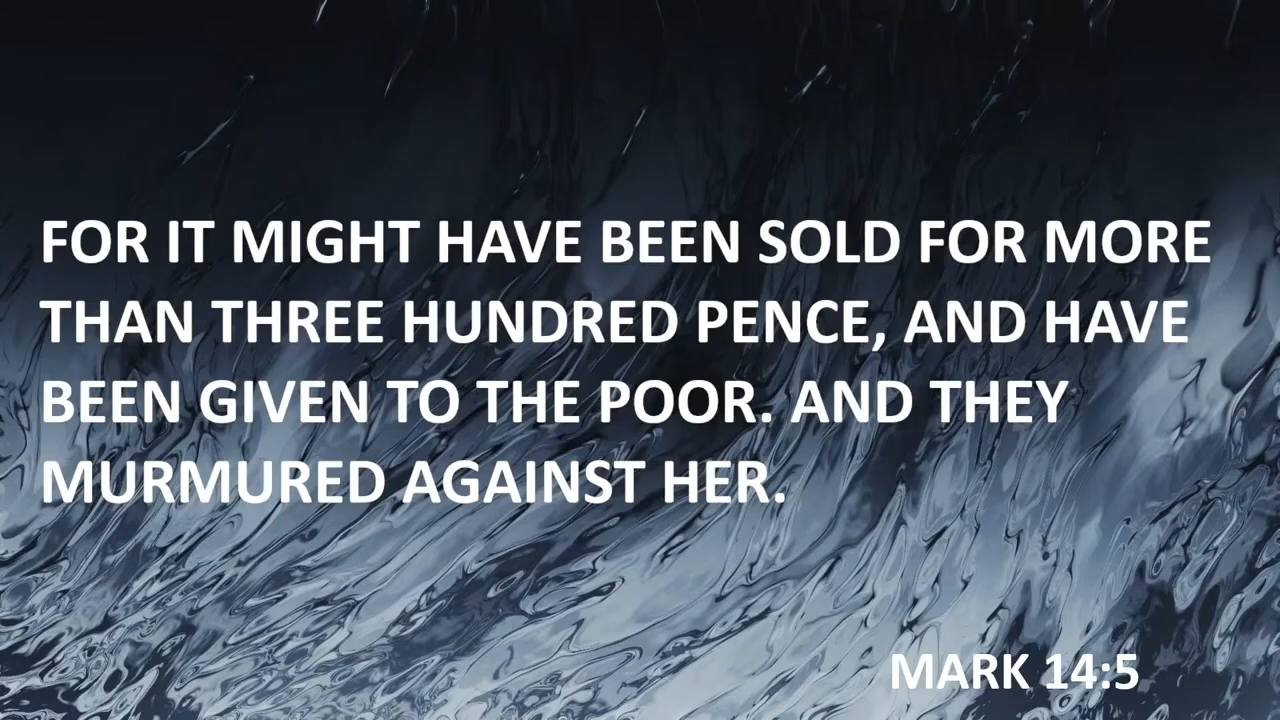 FOR IT MIGHT HAVE BEEN SOLD FOR MORE
THAN THREE HUNDRED PENCE, AND HAVE
BEEN GIVEN TO THE POOR. AND THEY
MURMURED AGAINST HER.
MARK 14:5